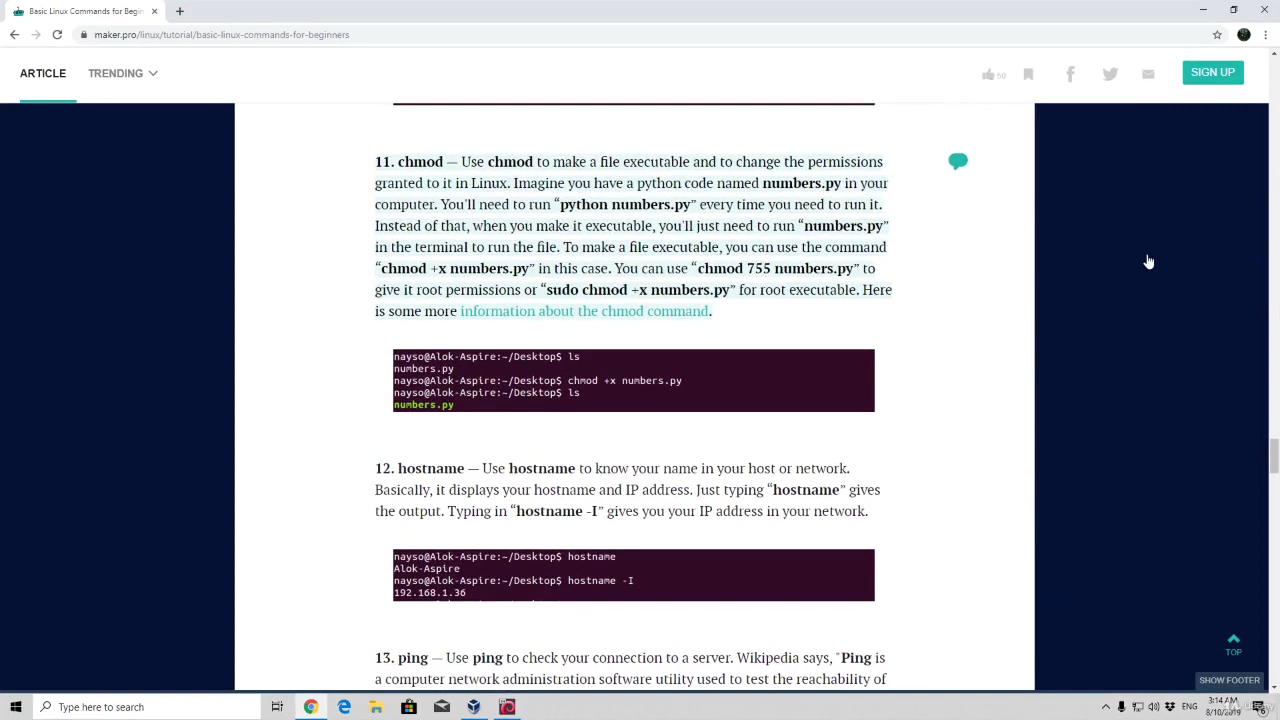 Basic Linux Commands for Begin
maker.pro/linux/tutorial/basic-linux-commands-for-beginners
ARTICLE
TRENDING
50
SIGN UP
11. chmod — Use chmod to make a file executable and to change the permissions
granted to it in Linux. Imagine you have a python code named numbers.py in your
computer. You'll need to run “python numbers.py” every time you need to run it.
Instead of that, when you make it executable, you'll just need to run “numbers.py”
in the terminal to run the file. To make a file executable, you can use the command
“chmod +x numbers.py” in this case. You can use “chmod 755 numbers.py” to
give it root permissions or “sudo chmod +x numbers.py” for root executable. Here
is some more information about the chmod command.
nayso@Alok-Aspire:~/Desktop$ ls
numbers.py
nayso@Alok-Aspire:~/Desktop$ chmod +x numbers.py
nayso@Alok-Aspire:~/Desktop$ ls
numbers.py
12. hostname — Use hostname to know your name in your host or network.
Basically, it displays your hostname and IP address. Just typing “hostname” gives
the output. Typing in “hostname -I” gives you your IP address in your network.
nayso@Alok-Aspire:~/Desktop$ hostname
Alok-Aspire
nayso@Alok-Aspire:~/Desktop$ hostname -I
192.168.1.36
13. ping — Use ping to check your connection to a server. Wikipedia says, "Ping is
a computer network administration software utility used to test the reachability of
TOP
SHOW FOOTER
Type here to search
ENG
3:14 AM
8/10/2019